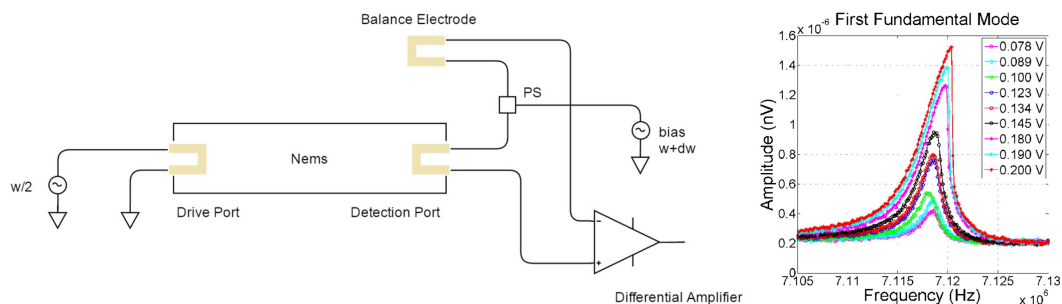 Balance Electrode
PS
bias
w+dw
Nems
w/2
Drive Port
Detection Port
-
+
Differential Amplifier
First Fundamental Mode
x 10⁻⁶
1.6
1.4
1.2
1
0.8
0.6
0.4
0.2
0
Amplitude (nV)
0.078 V
0.089 V
0.100 V
0.123 V
0.134 V
0.145 V
0.180 V
0.190 V
0.200 V
7.105 7.11 7.115 7.12 7.125 7.13
Frequency (Hz)
x 10⁶